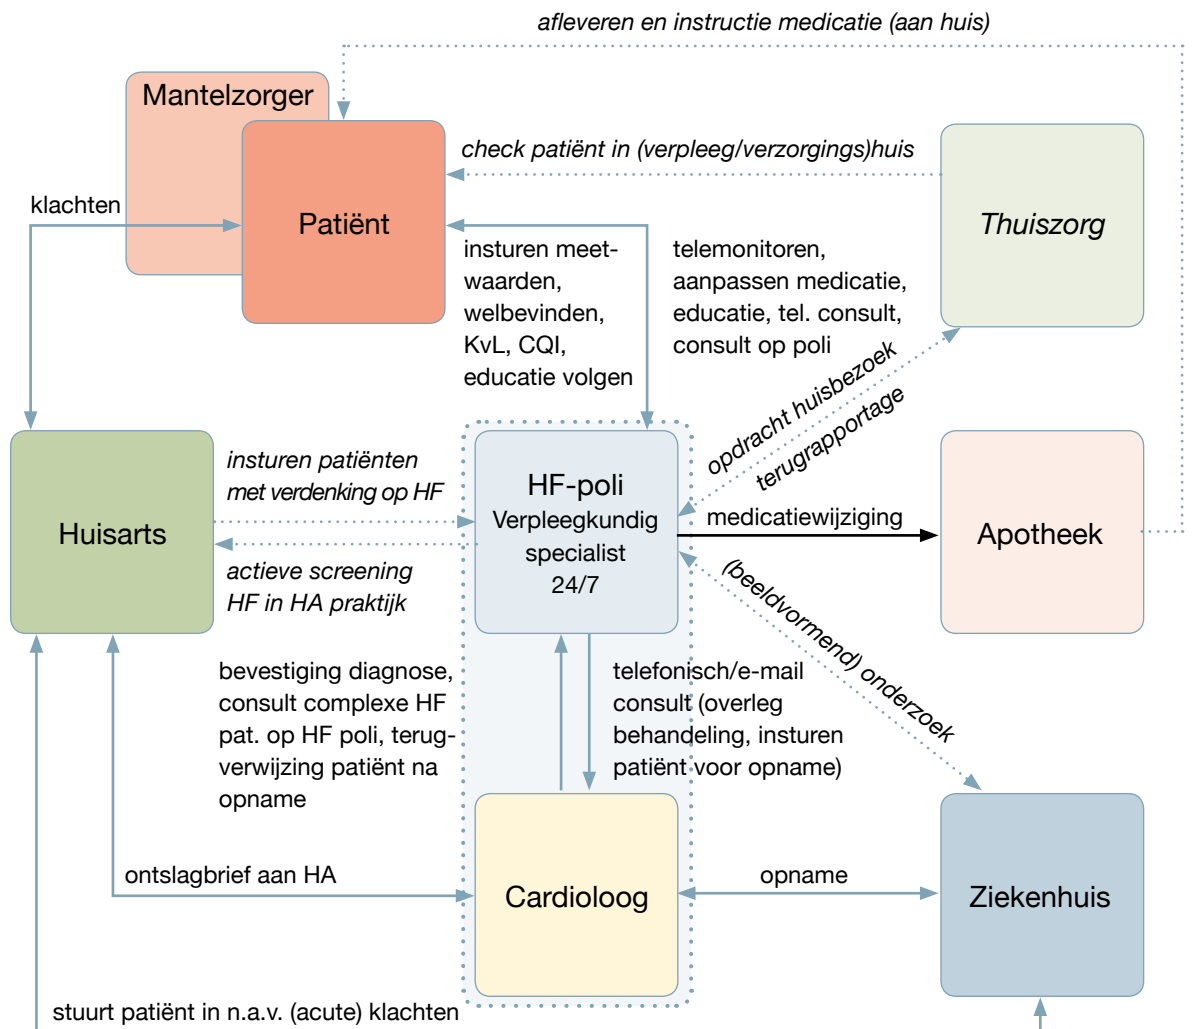 afleveren en instructie medicatie (aan huis)
Mantelzorger
check patiënt in (verpleeg/verzorgings)huis
klachten
Patiënt
Thuiszorg
insturen meet-
waarden,
welbevinden,
KvL, CQI,
educatie volgen
telemonitoren,
aanpassen medicatie,
educatie, tel. consult,
consult op poli
opdracht huisbezoek
terugrapportage
insturen patiënten
met verdenking op HF
Huisarts
actieve screening
HF in HA praktijk
HF-poli
Verpleegkundig
specialist
24/7
medicatiewijziging
Apotheek
(beeldvormend) onderzoek
bevestiging diagnose,
consult complexe HF
pat. op HF poli, terug-
verwijzing patiënt na
opname
telefonisch/e-mail
consult (overleg
behandeling, insturen
patiënt voor opname)
ontslagbrief aan HA
Cardioloog
opname
Ziekenhuis
stuurt patiënt in n.a.v. (acute) klachten